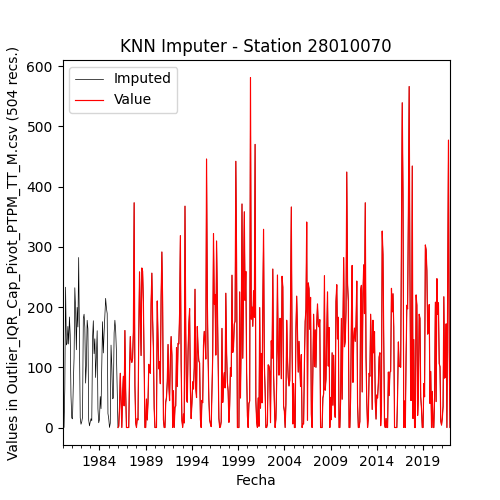 KNN Imputer - Station 28010070
Values in Outlier_IQR_Cap_Pivot_PTPM_TT_M.csv (504 recs.)
600
500
400
300
200
100
0
Imputed
Value
1984 1989 1994 1999 2004 2009 2014 2019
Fecha